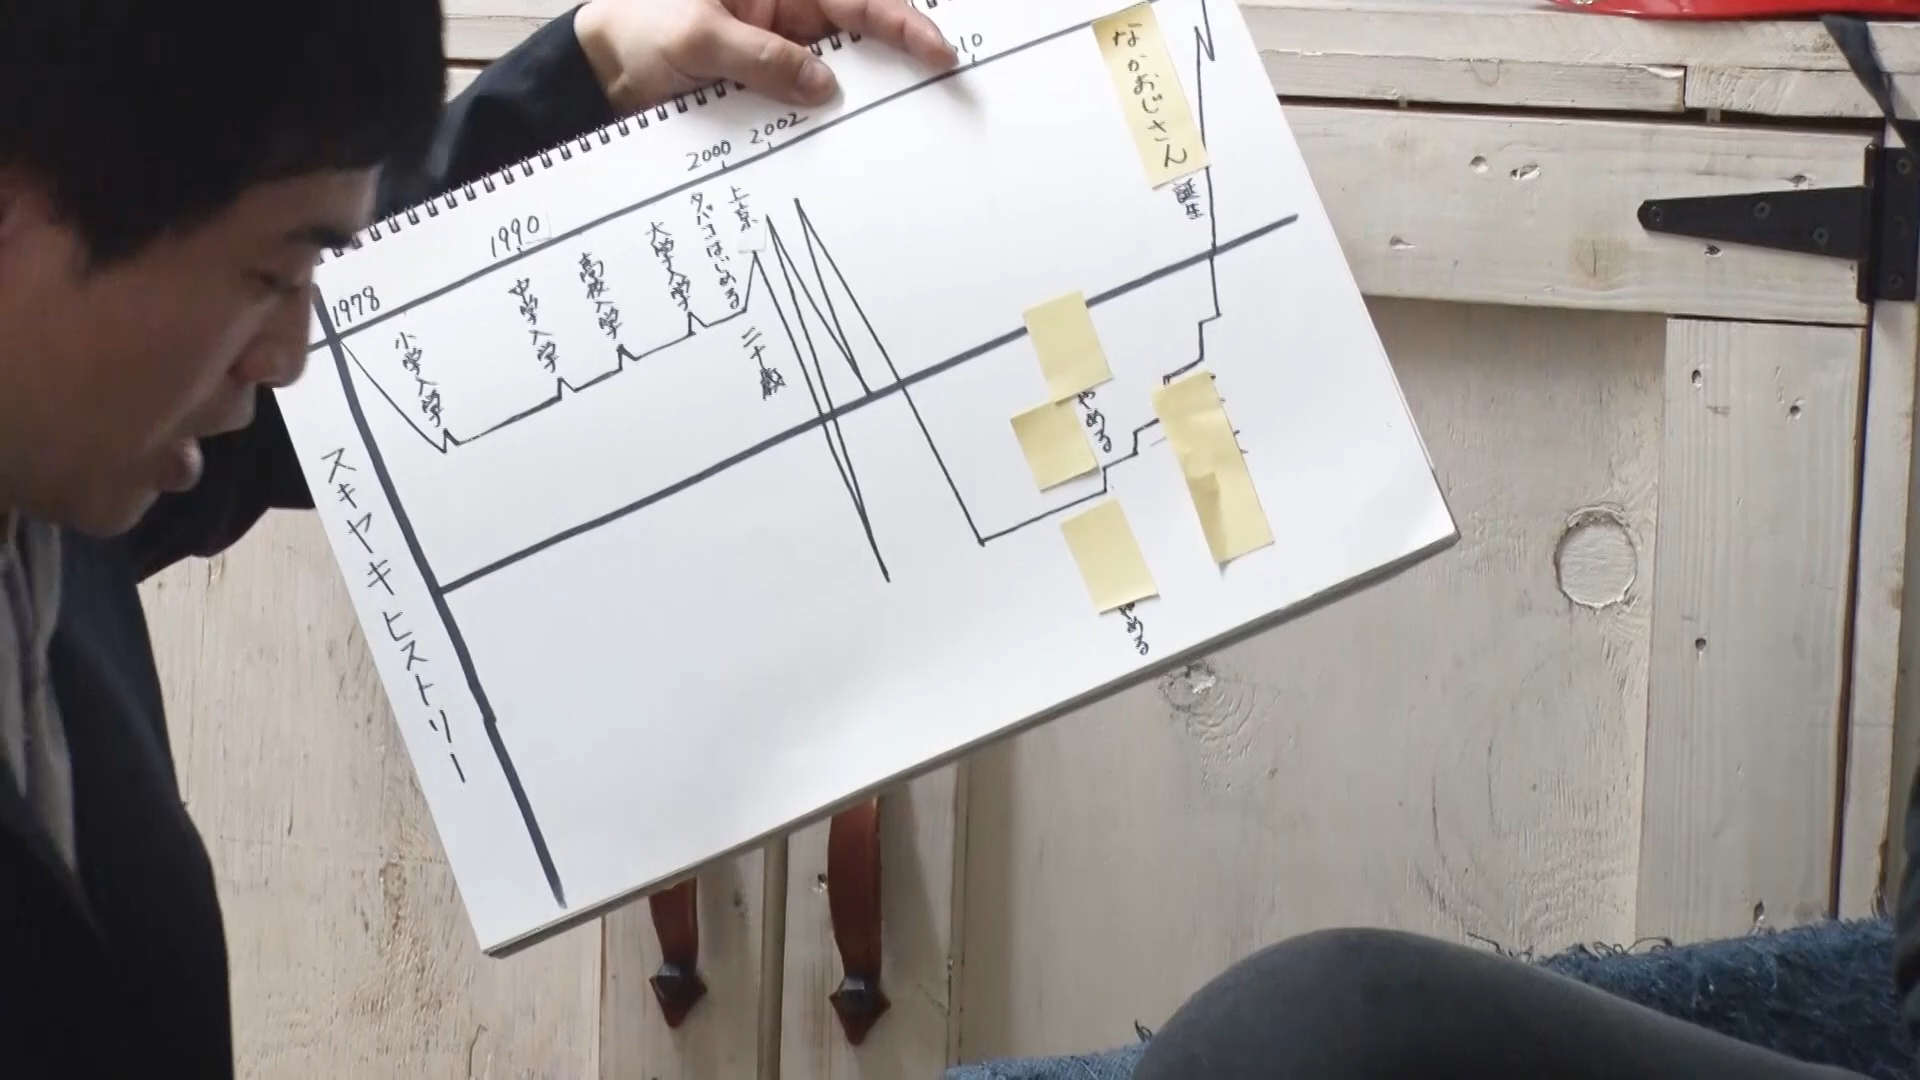 1978
1990
2000
2002
010
小学入学
中学入学
高校入学
大学入学
タバコはじめる
上京
二十歳
なかおじさん
誕生
やめる
やめる
スキヤキヒストリー